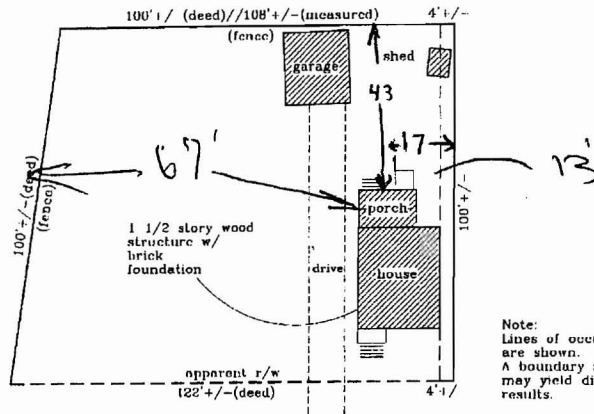 100'+/ (deed)//108'+/-(measured)
4'+/-
(fence)
garage
shed
43
17
13'
67'
100'+/-(deed)
(fence)
100'+/-
porch
1 1/2 story wood
structure w/
brick
foundation
drive
house
Note:
Lines of occu
are shown.
A boundary s
may yield di
results.
apparent r/w
122'+/-(deed)
4'+/